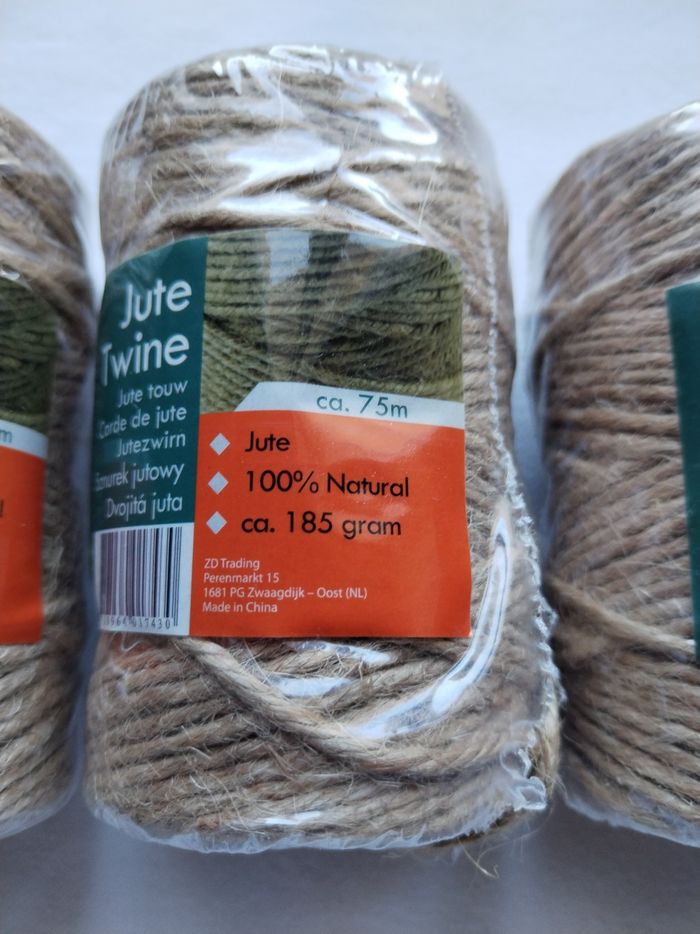 Jute
Twine
Jute touw
Corde de jute
Jutezwirn
Sznurek jutowy
Dvojitá juta
ca. 75m
Jute
100% Natural
ca. 185 gram
ZD Trading
Perenmarkt 15
1681 PG Zwaagdijk – Oost (NL)
Made in China
m